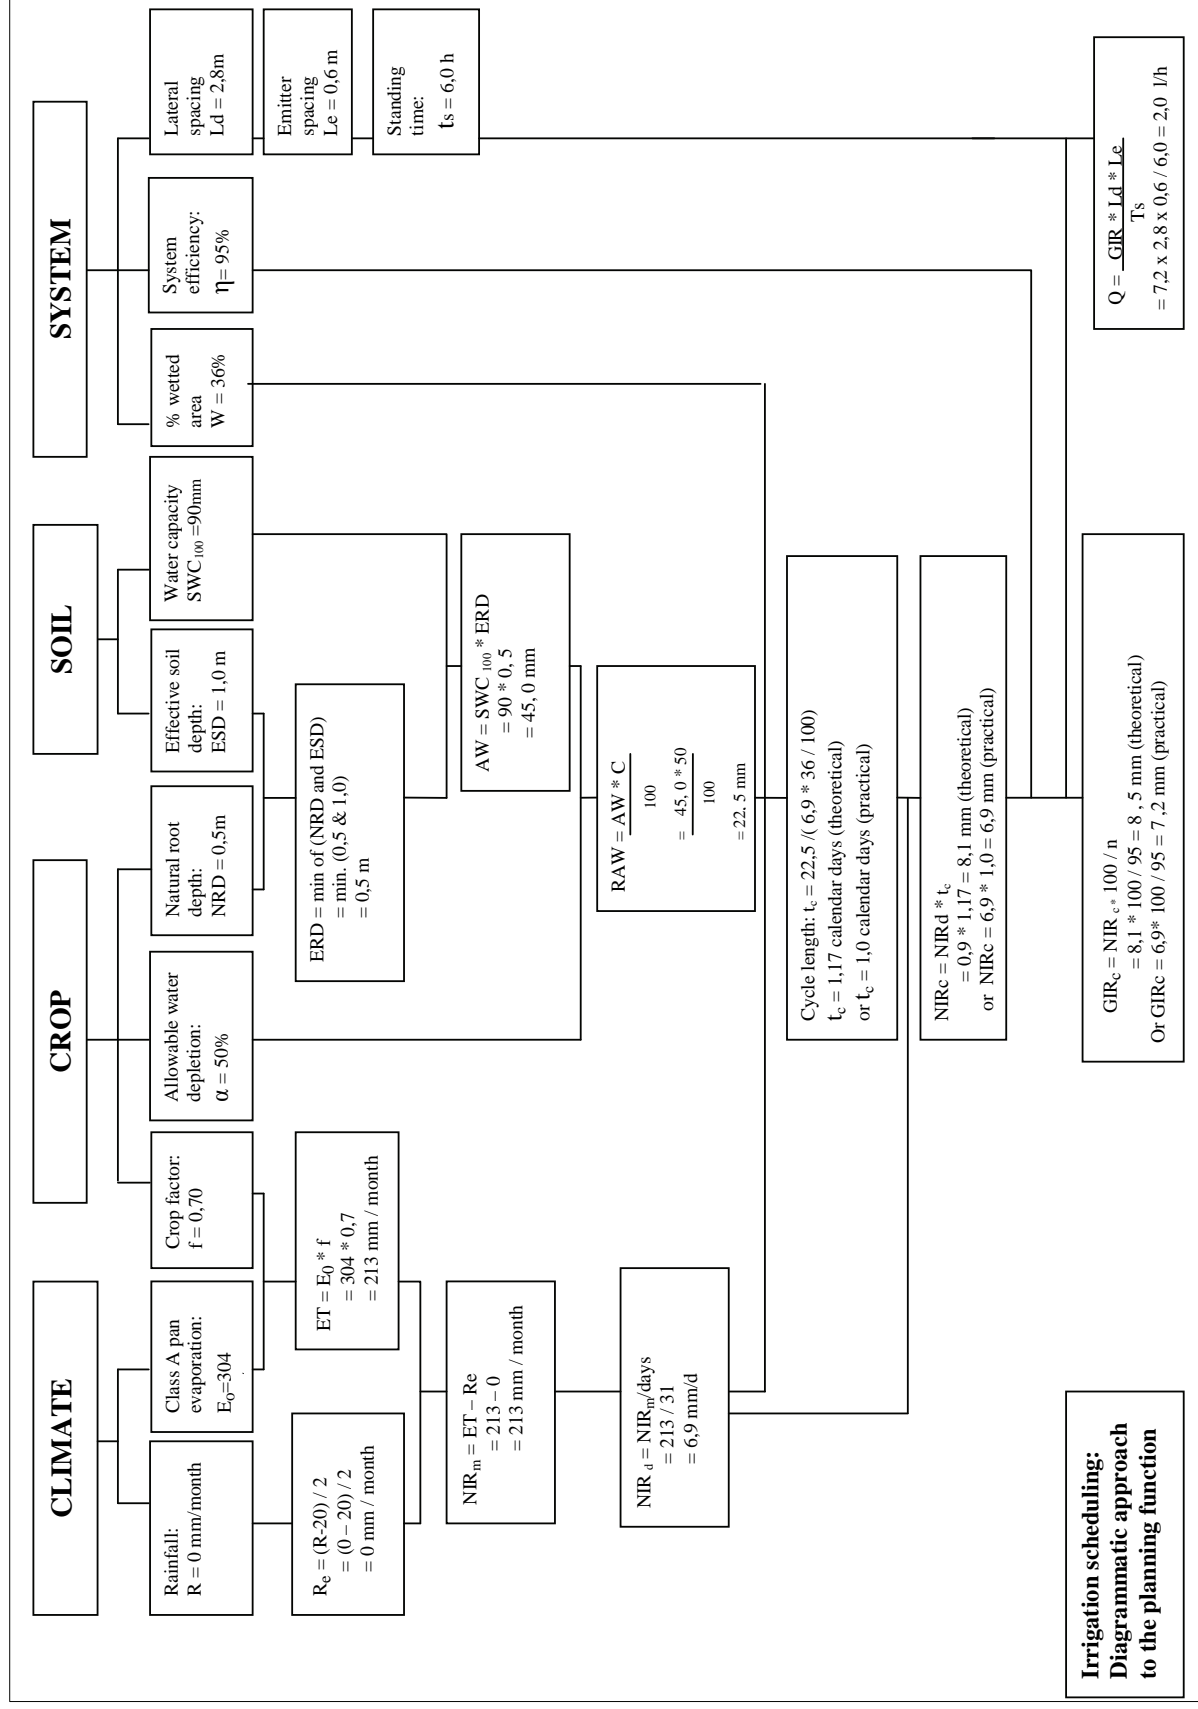 CLIMATE
CROP
SOIL
SYSTEM
Rainfall:
R = 0 mm/month
Class A pan
evaporation:
Eo=304
Crop factor:
f = 0,70
Allowable water
depletion:
α = 50%
Natural root
depth:
NRD = 0,5m
Effective soil
depth:
ESD = 1,0 m
Water capacity
SWC100 =90mm
% wetted
area
W = 36%
System
efficiency:
η= 95%
Lateral
spacing
Ld = 2,8m
Emitter
spacing
Le = 0,6 m
Standing
time:
ts = 6,0 h
Re = (R-20) / 2
= (0 – 20) / 2
= 0 mm / month
ET = E0 * f
= 304 * 0,7
= 213 mm / month
ERD = min of (NRD and ESD)
= min. (0,5 & 1,0)
= 0,5 m
NIRm = ET – Re
= 213 – 0
= 213 mm / month
AW = SWC 100 * ERD
= 90 * 0, 5
= 45, 0 mm
NIR d = NIRm/days
= 213 / 31
= 6,9 mm/d
RAW = AW * C
100
= 45, 0 * 50
100
= 22. 5 mm
Cycle length: tc = 22,5 /( 6,9 * 36 / 100)
tc = 1,17 calendar days (theoretical)
or tc = 1,0 calendar days (practical)
NIRc = NIRd * tc
= 0,9 * 1,17 = 8,1 mm (theoretical)
or NIRc = 6,9 * 1,0 = 6,9 mm (practical)
GIRc = NIR c * 100 / n
= 8,1 * 100 / 95 = 8 , 5 mm (theoretical)
Or GIRc = 6,9* 100 / 95 = 7 ,2 mm (practical)
Q = GIR * Ld * Le
Ts
= 7,2 x 2,8 x 0,6 / 6,0 = 2,0 l/h
Irrigation scheduling:
Diagrammatic approach
to the planning function